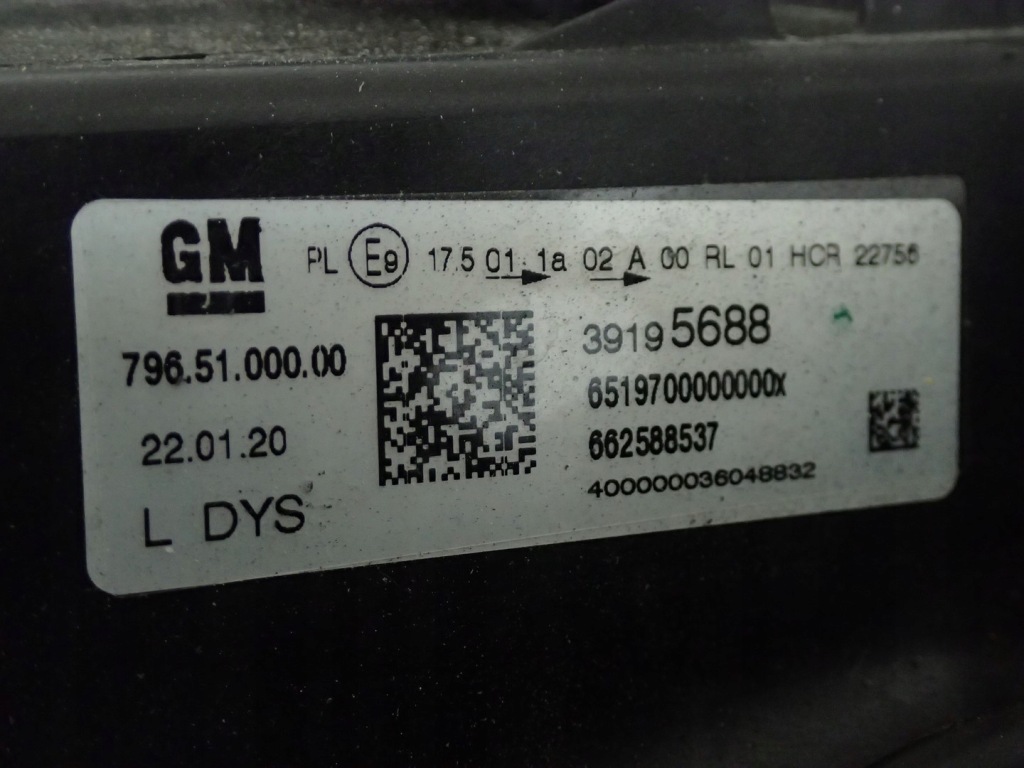 GM
PL E9 17.5 01 1a 02 A 00 RL 01 HCR 22756
796.51.000.00
39195688
6519700000000x
22.01.20
662588537
400000036048832
L DYS